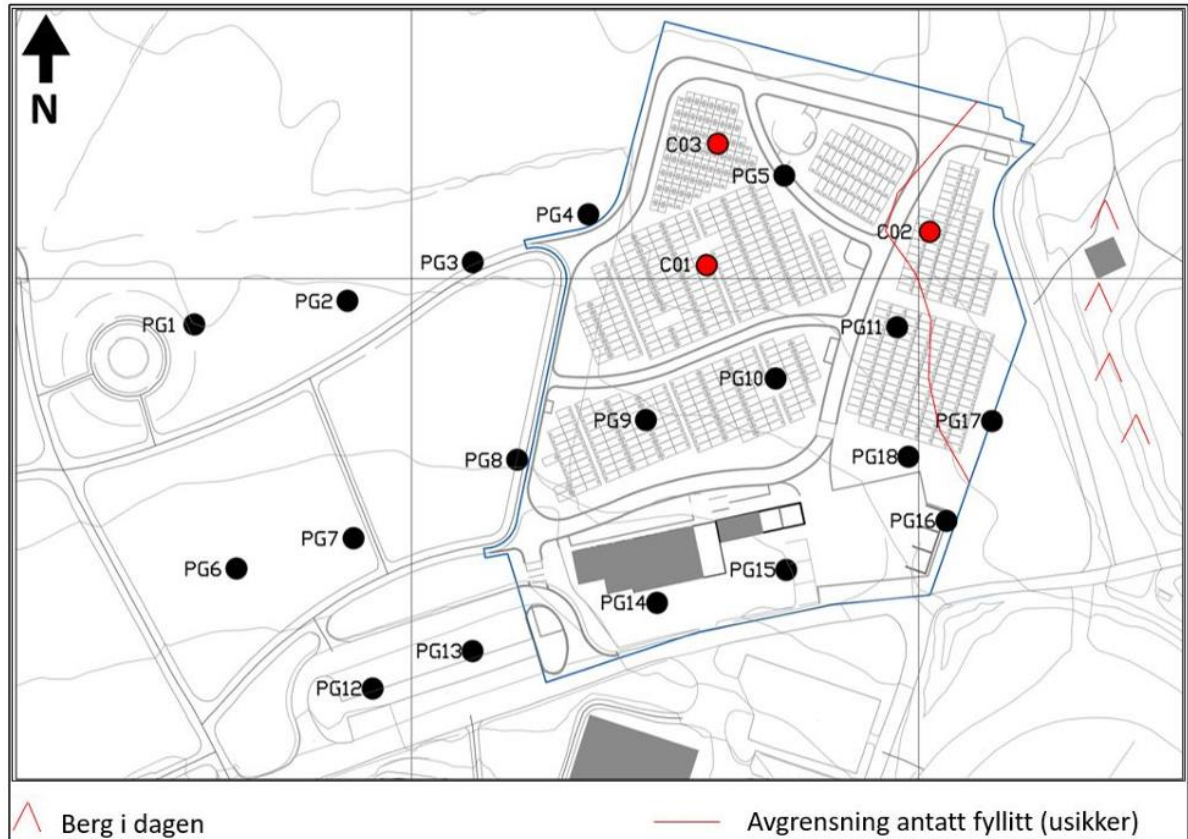 N
C03
PG5
PG4
C02
PG3
C01
PG2
PG1
PG11
PG10
PG9
PG17
PG8
PG18
PG16
PG7
PG6
PG15
PG14
PG13
PG12
Berg i dagen
Avgrensning antatt fyllitt (usikker)